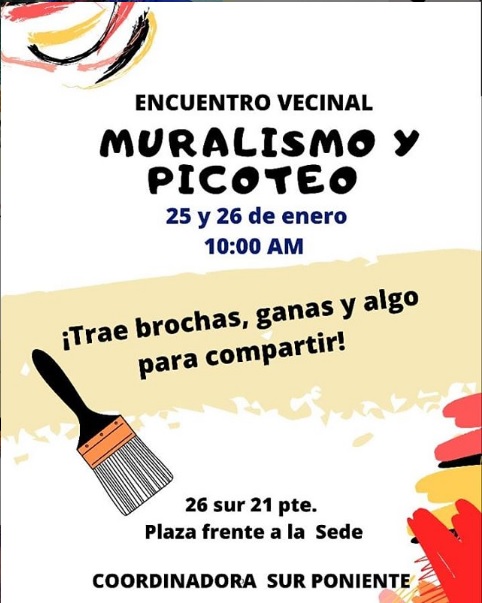 ENCUENTRO VECINAL
MURALISMO Y
PICOTEO
25 y 26 de enero
10:00 AM
¡Trae brochas, ganas y algo
para compartir!
26 sur 21 pte.
Plaza frente a la Sede
COORDINADORA SUR PONIENTE